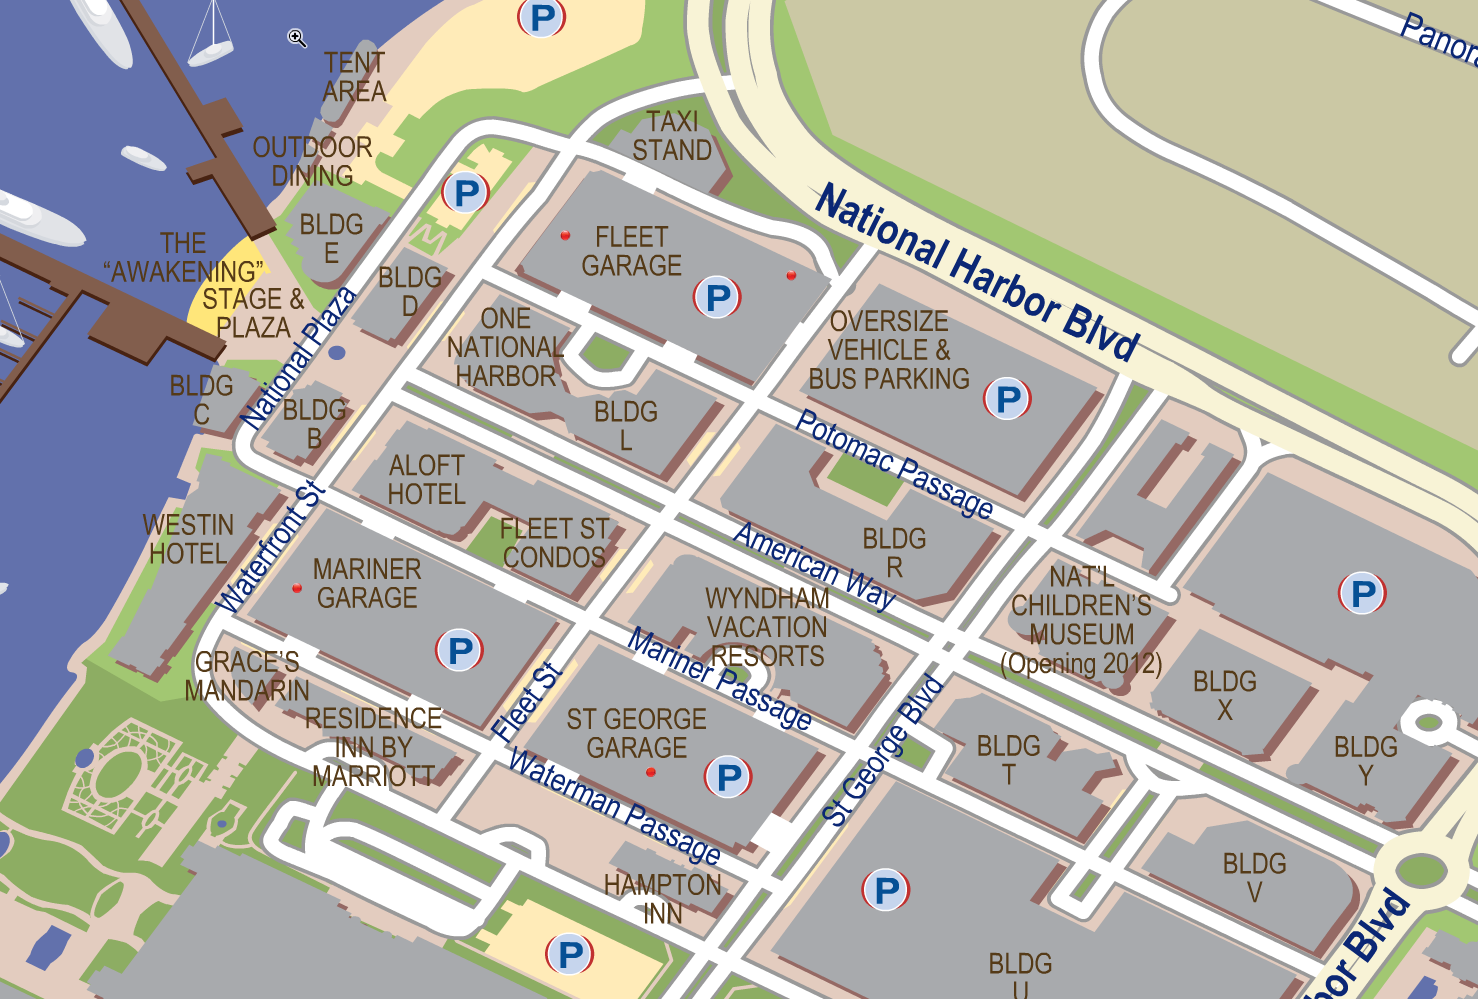 P
Panora
TENT
AREA
TAXI
STAND
OUTDOOR
DINING
P
National Harbor Blvd
BLDG
E
THE
“AWAKENING”
STAGE &
PLAZA
FLEET
GARAGE
P
BLDG
D
National Plaza
ONE
NATIONAL
HARBOR
OVERSIZE
VEHICLE &
BUS PARKING
P
BLDG
C
BLDG
B
BLDG
L
Potomac Passage
ALOFT
HOTEL
FLEET ST
CONDOS
WESTIN
HOTEL
Waterfront St
American Way
BLDG
R
MARINER
GARAGE
P
WYNDHAM
VACATION
RESORTS
NAT'L
CHILDREN'S
MUSEUM
(Opening 2012)
P
Mariner Passage
GRACE'S
MANDARIN
Fleet St
BLDG
X
RESIDENCE
INN BY
MARRIOTT
ST GEORGE
GARAGE
P
St George Blvd
BLDG
T
BLDG
Y
Waterman Passage
HAMPTON
INN
P
BLDG
V
P
BLDG
U
bor Blvd